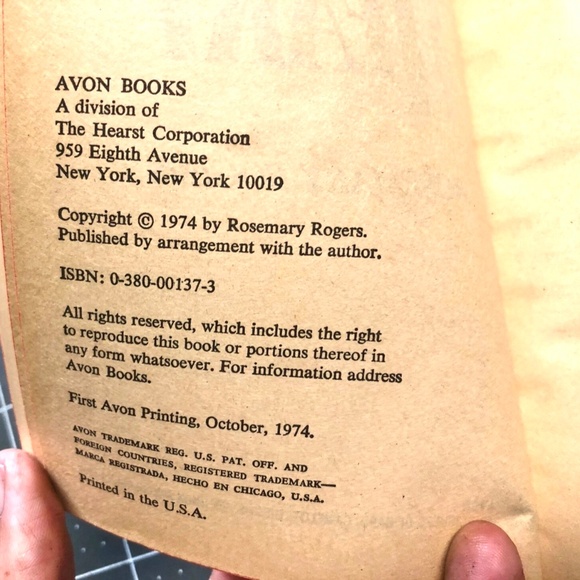 AVON BOOKS
A division of
The Hearst Corporation
959 Eighth Avenue
New York, New York 10019
Copyright © 1974 by Rosemary Rogers.
Published by arrangement with the author.
ISBN: 0-380-00137-3
All rights reserved, which includes the right
to reproduce this book or portions thereof in
any form whatsoever. For information address
Avon Books.
First Avon Printing, October, 1974.
AVON TRADEMARK REG. U.S. PAT. OFF. AND
FOREIGN COUNTRIES, REGISTERED TRADEMARK—
MARCA REGISTRADA, HECHO EN CHICAGO, U.S.A.
Printed in the U.S.A.